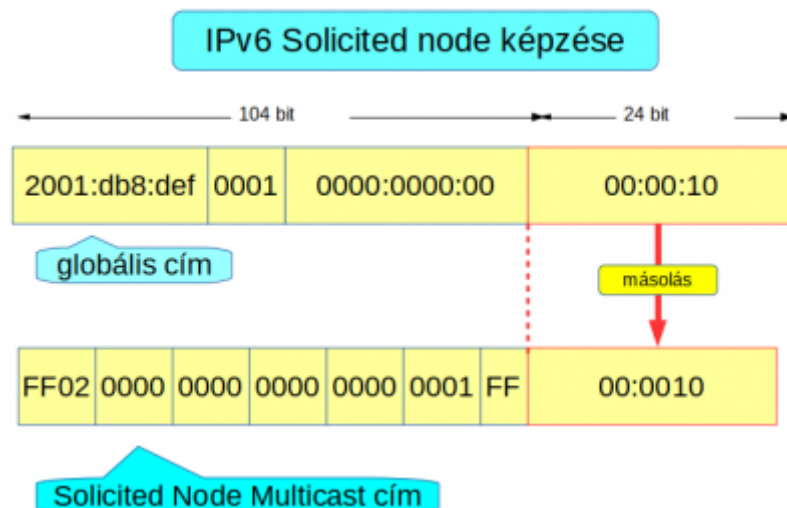 IPv6 Solicited node képzése
104 bit 24 bit
2001:db8:def 0001 0000:0000:00 00:00:10
globális cím
másolás
FF02 0000 0000 0000 0000 0001 FF 00:0010
Solicited Node Multicast cím